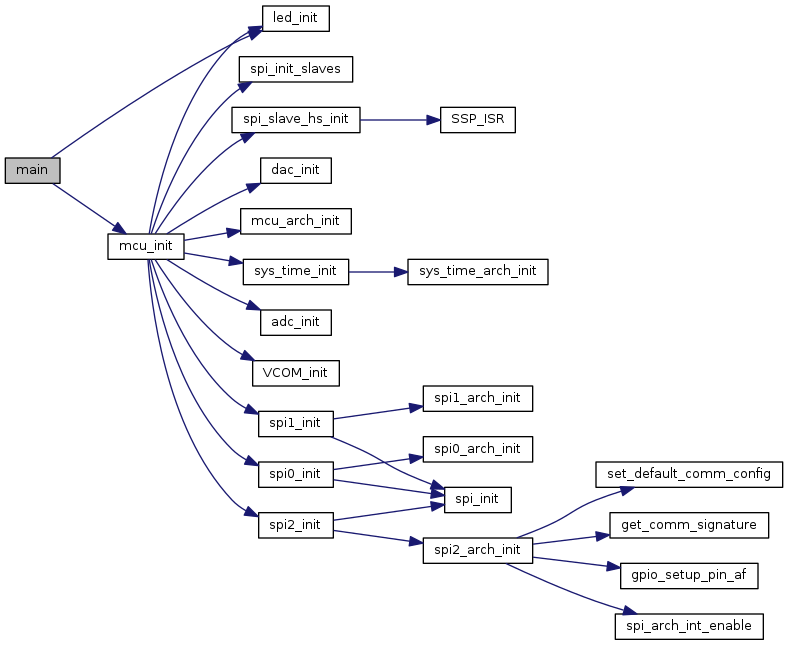 led_init
spi_init_slaves
spi_slave_hs_init
SSP_ISR
main
dac_init
mcu_arch_init
mcu_init
sys_time_init
sys_time_arch_init
adc_init
VCOM_init
spi1_init
spi1_arch_init
spi0_arch_init
spi0_init
set_default_comm_config
spi_init
spi2_init
get_comm_signature
spi2_arch_init
gpio_setup_pin_af
spi_arch_int_enable